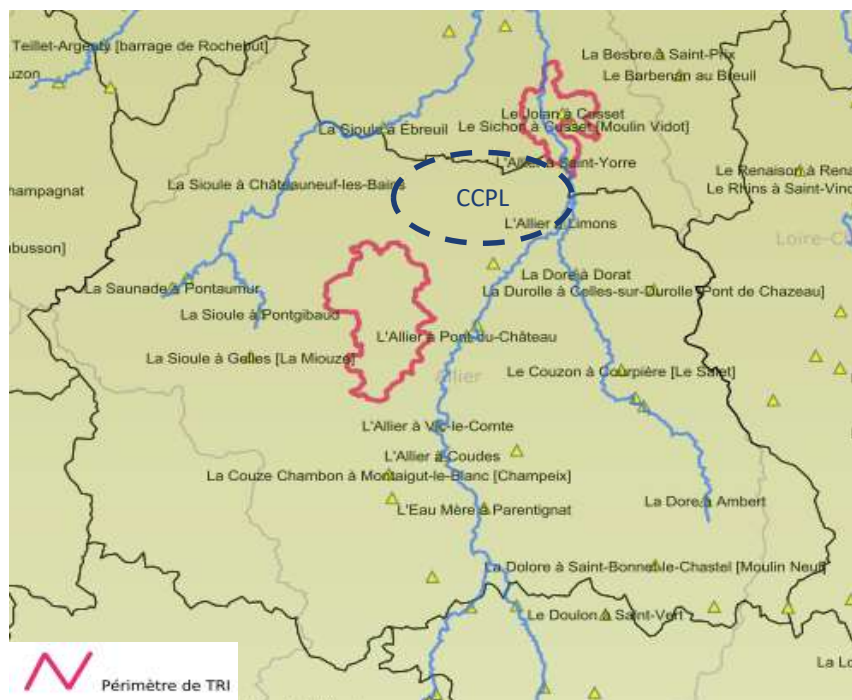 Teillet-Argenty [barrage de Rochebut]
La Besbre à Saint-Prix
Le Barbenan au Breuil
uzon
Le Jolan à Cusset
La Sioule à Ébreuil
Le Sichon à Cusset [Moulin Vidot]
L'Allier à Saint-Yorre
Le Renaison à Rena
La Sioule à Châteauneuf-les-Bains
Champagnat
Le Rhins à Saint-Vinc
CCPL
L'Allier à Limons
Loire-C
ubusson]
La Dore à Dorat
La Saunade à Pontaumur
La Durolle à Celles-sur-Durolle [Pont de Chazeau]
La Sioule à Pontgibaud
L'Allier à Pont-du-Château
La Sioule à Gelles [La Miouze]
Allier
Le Couzon à Courpière [Le Salet]
L'Allier à Vic-le-Comte
L'Allier à Coudes
La Couze Chambon à Montaigut-le-Blanc [Champeix]
La Dore à Ambert
L'Eau Mère à Parentignat
La Dolore à Saint-Bonnet-le-Chastel [Moulin Neuf]
Le Doulon à Saint-Vert
La Lo
Périmètre de TRI